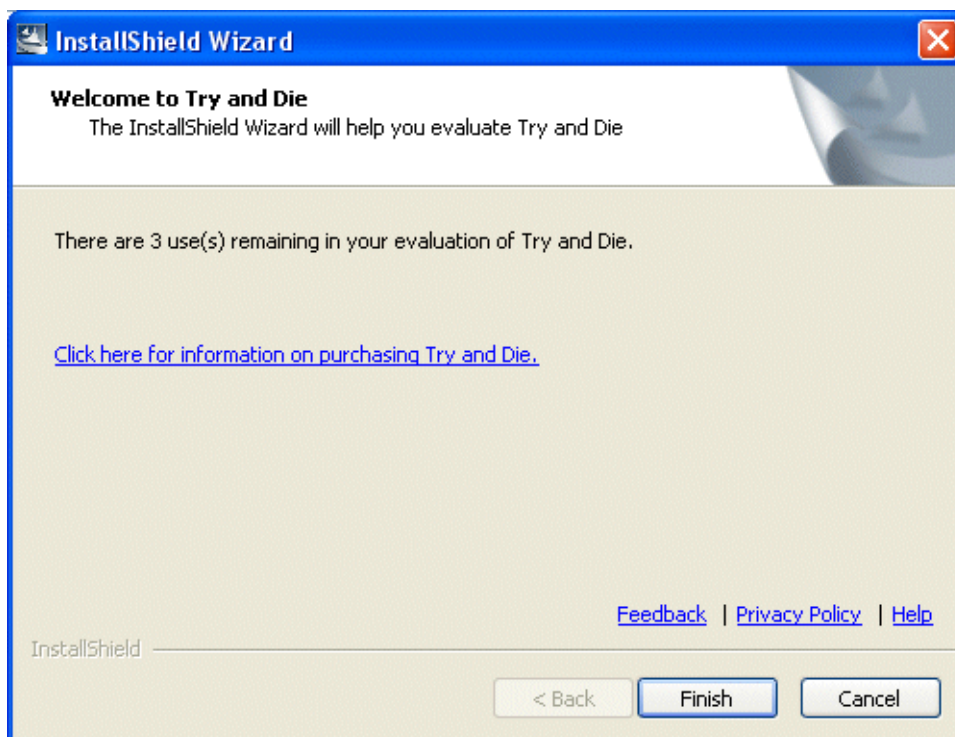 InstallShield Wizard
Welcome to Try and Die
The InstallShield Wizard will help you evaluate Try and Die
There are 3 use(s) remaining in your evaluation of Try and Die.
Click here for information on purchasing Try and Die.
Feedback | Privacy Policy | Help
InstallShield
< Back Finish Cancel